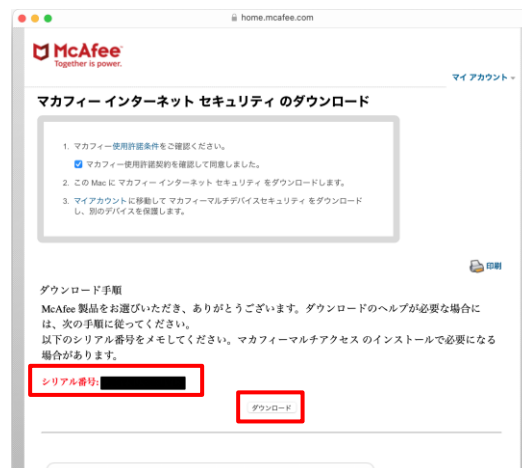 home.mcafee.com
McAfee
Together is power.
マイ アカウント
マカフィー インターネット セキュリティ のダウンロード
1. マカフィー使用許諾条件をご確認ください。
マカフィー使用許諾契約を確認して同意しました。
2. この Mac に マカフィー インターネット セキュリティ をダウンロードします。
3. マイアカウントに移動して マカフィーマルチデバイスセキュリティ をダウンロード
し、別のデバイスを保護します。
印刷
ダウンロード手順
McAfee 製品をお選びいただき、ありがとうございます。ダウンロードのヘルプが必要な場合に
は、次の手順に従ってください。
以下のシリアル番号をメモしてください。マカフィーマルチアクセス のインストールで必要になる
場合があります。
シリアル番号:
ダウンロード